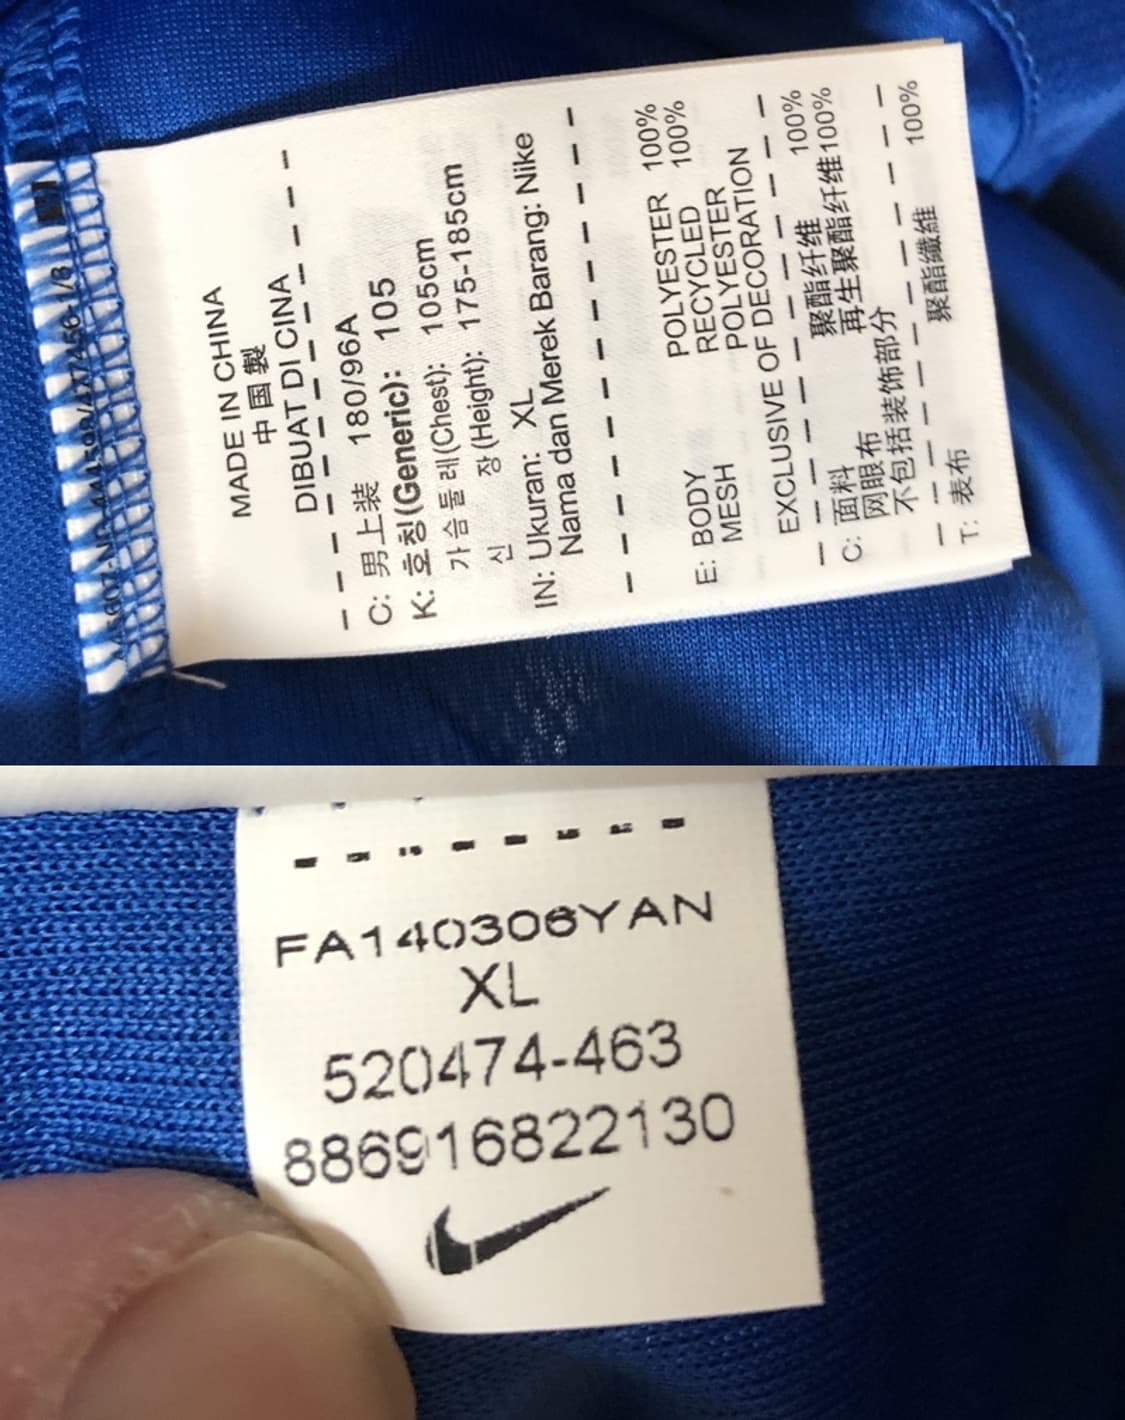 MADE IN CHINA
中国製
DIBUAT DI CINA
C: 男上装 180/96A
K: 호칭(Generic): 105
가슴둘레(Chest): 105cm
신장(Height): 175-185cm
IN: Ukuran: XL
Nama dan Merek Barang: Nike
E: BODY POLYESTER 100%
MESH RECYCLED 100%
POLYESTER
EXCLUSIVE OF DECORATION
C: 面料 聚酯纤维 100%
网眼布 再生聚酯纤维100%
不包括装饰部分
T: 表布 聚酯纖維 100%
FA140306YAN
XL
520474-463
886916822130